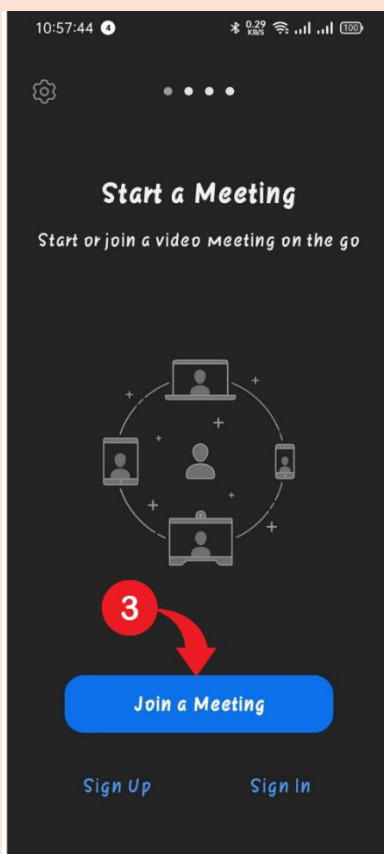 10:57:44 4 0.29 KB/S 100
Start a Meeting
Start or join a video meeting on the go
3
Join a Meeting
Sign Up Sign In